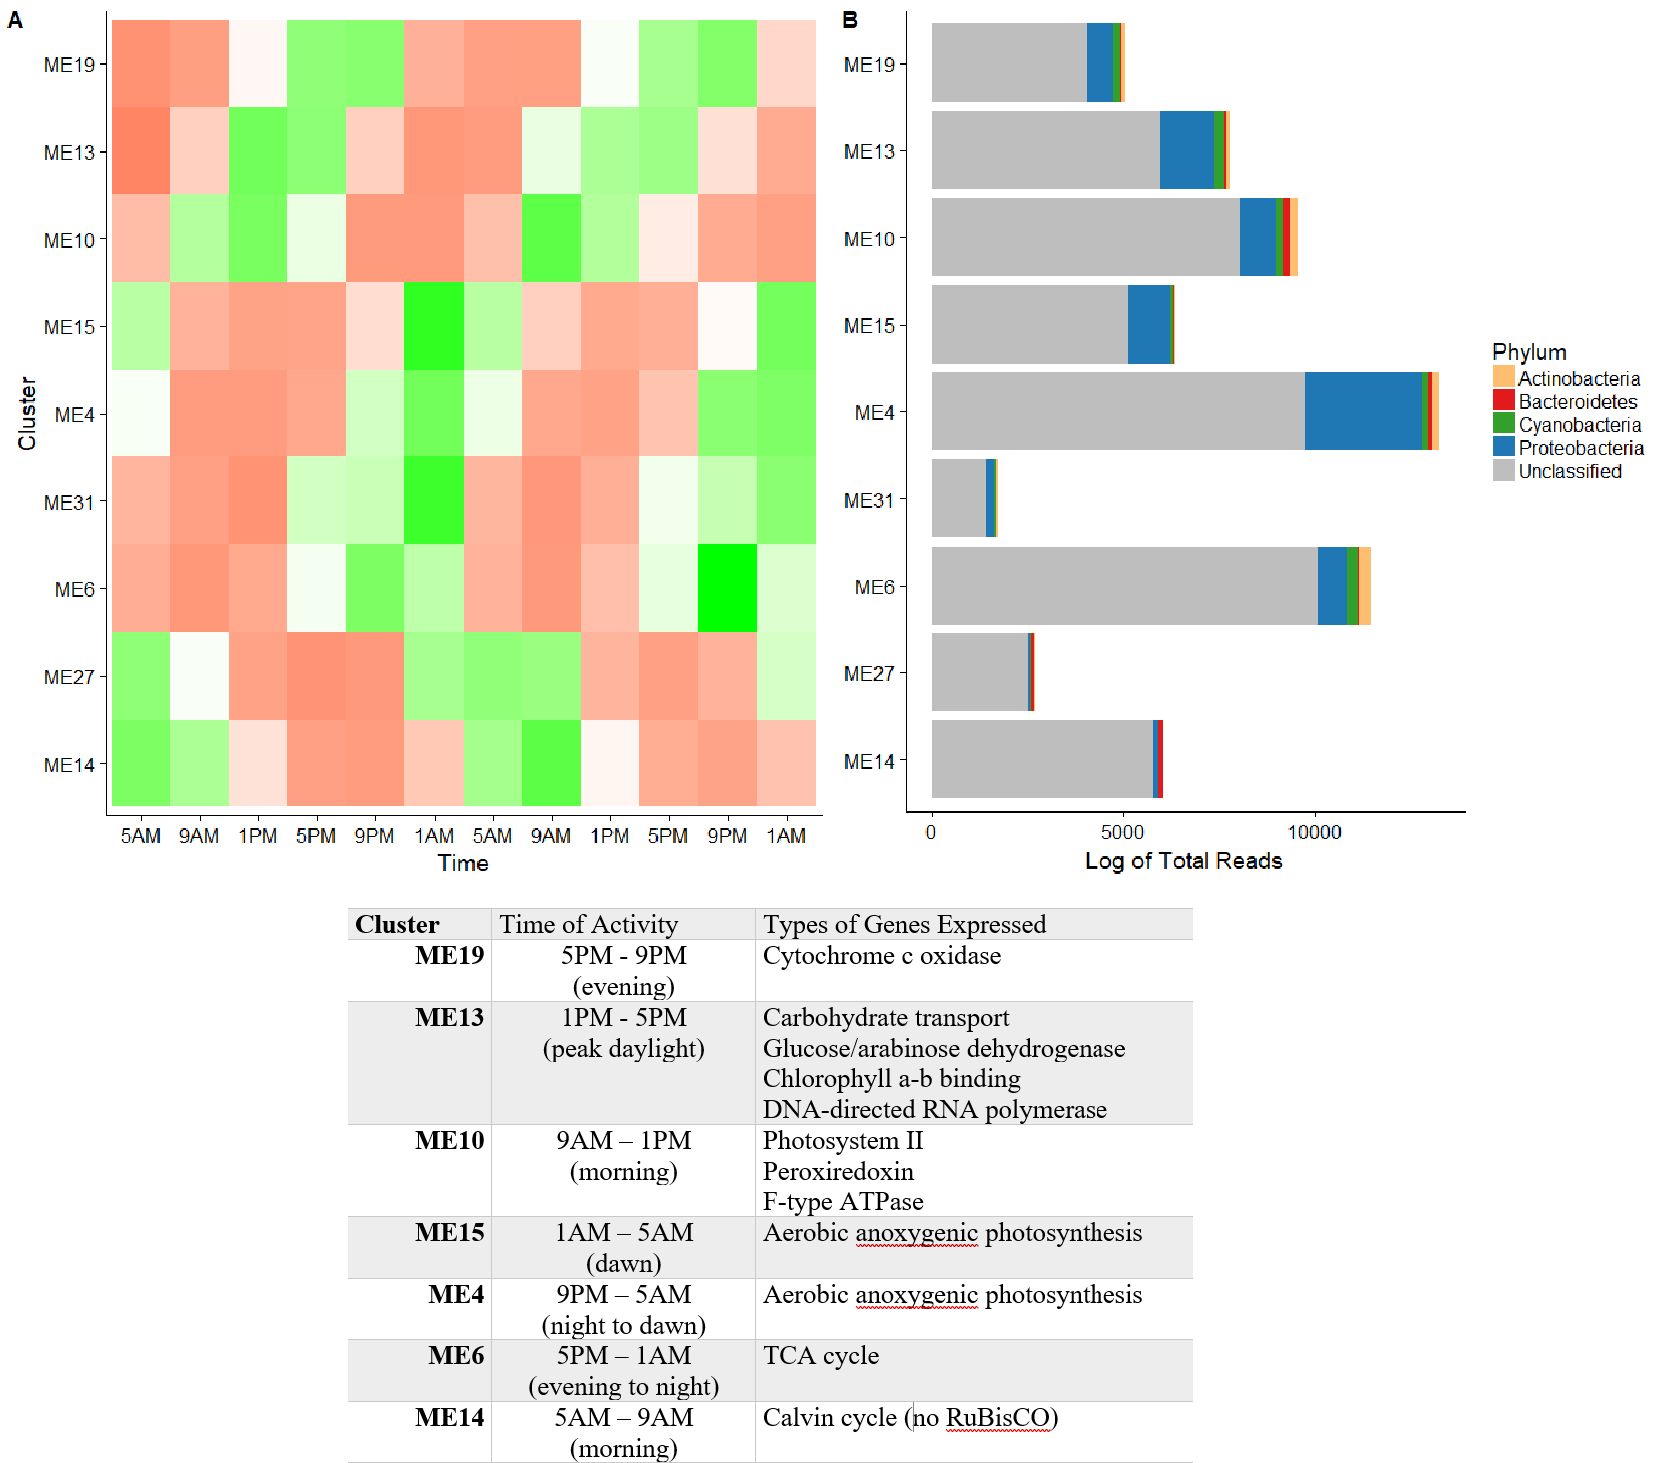 A
B
ME19
ME13
ME10
ME15
ME4
ME31
ME6
ME27
ME14
Cluster
5AM 9AM 1PM 5PM 9PM 1AM 5AM 9AM 1PM 5PM 9PM 1AM
Time
ME19
ME13
ME10
ME15
ME4
ME31
ME6
ME27
ME14
0 5000 10000
Log of Total Reads
Phylum
Actinobacteria
Bacteroidetes
Cyanobacteria
Proteobacteria
Unclassified
Cluster Time of Activity Types of Genes Expressed
ME19 5PM - 9PM Cytochrome c oxidase
(evening)
ME13 1PM - 5PM Carbohydrate transport
(peak daylight) Glucose/arabinose dehydrogenase
Chlorophyll a-b binding
DNA-directed RNA polymerase
ME10 9AM – 1PM Photosystem II
(morning) Peroxiredoxin
F-type ATPase
ME15 1AM – 5AM Aerobic anoxygenic photosynthesis
(dawn)
ME4 9PM – 5AM Aerobic anoxygenic photosynthesis
(night to dawn)
ME6 5PM – 1AM TCA cycle
(evening to night)
ME14 5AM – 9AM Calvin cycle (no RuBisCO)
(morning)